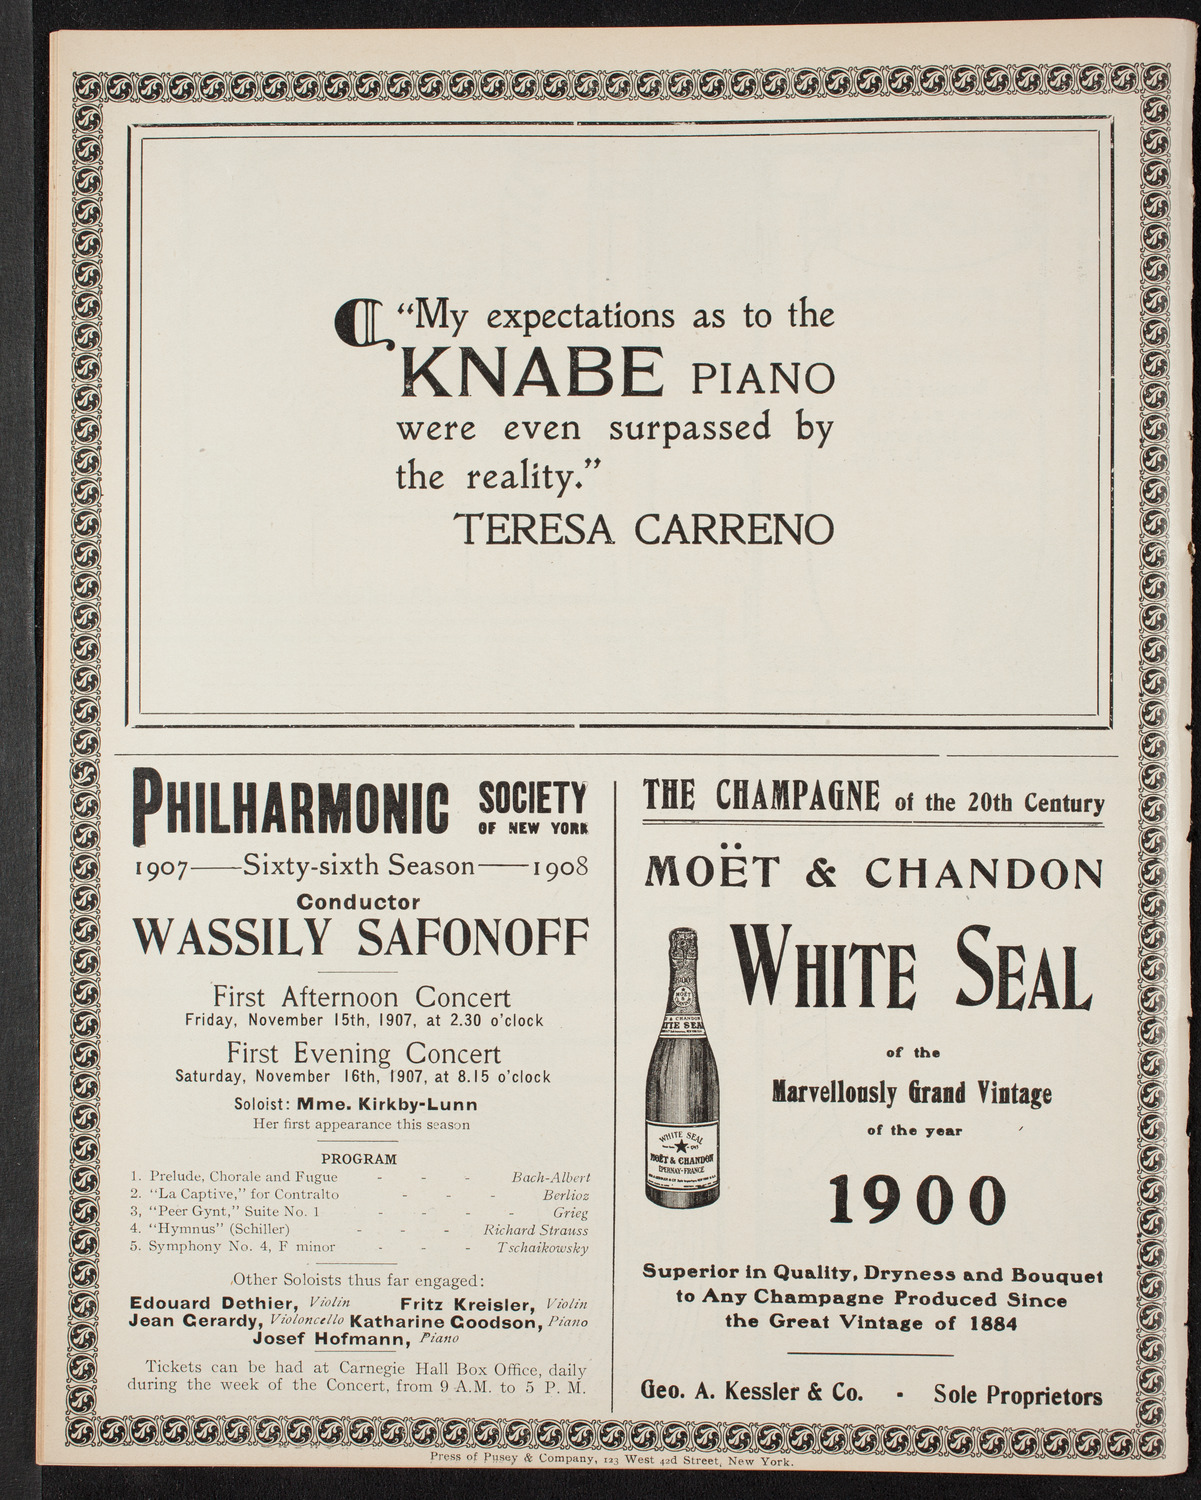 “My expectations as to the
KNABE PIANO
were even surpassed by
the reality.”
TERESA CARRENO
PHILHARMONIC SOCIETY
OF NEW YORK
1907——Sixty-sixth Season——1908
Conductor
WASSILY SAFONOFF
First Afternoon Concert
Friday, November 15th, 1907, at 2.30 o'clock
First Evening Concert
Saturday, November 16th, 1907, at 8.15 o'clock
Soloist: Mme. Kirkby-Lunn
Her first appearance this season
PROGRAM
1. Prelude, Chorale and Fugue - - - Bach-Albert
2. “La Captive,” for Contralto - - - Berlioz
3, “Peer Gynt,” Suite No. 1 - - - - Grieg
4. “Hymnus” (Schiller) - - - Richard Strauss
5. Symphony No. 4, F minor - - - Tschaikowsky
Other Soloists thus far engaged:
Edouard Dethier, Violin Fritz Kreisler, Violin
Jean Gerardy, Violoncello Katharine Goodson, Piano
Josef Hofmann, Piano
Tickets can be had at Carnegie Hall Box Office, daily
during the week of the Concert, from 9 A.M. to 5 P. M.
THE CHAMPAGNE of the 20th Century
MOËT & CHANDON
WHITE SEAL
of the
Marvellously Grand Vintage
of the year
1900
WHITE SEAL
MOËT & CHANDON
EPERNAY-FRANCE
Superior in Quality, Dryness and Bouquet
to Any Champagne Produced Since
the Great Vintage of 1884
Geo. A. Kessler & Co. - Sole Proprietors
Press of Pusey & Company, 123 West 42d Street, New York.